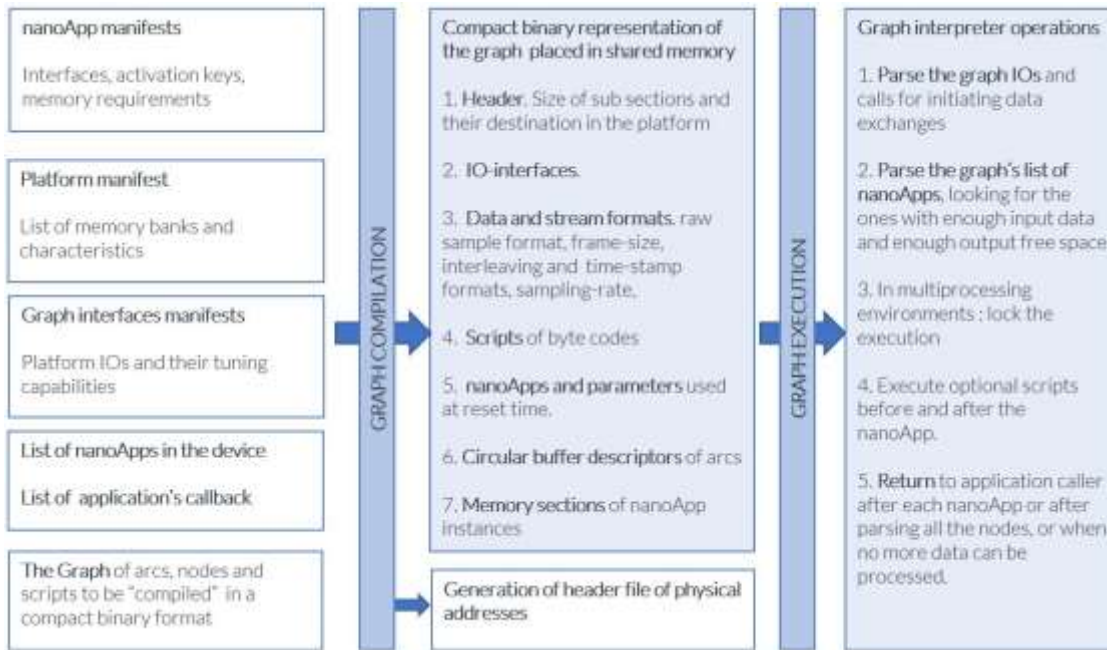 nanoApp manifests
Interfaces, activation keys,
memory requirements
Platform manifest
List of memory banks and
characteristics
Graph interfaces manifests
Platform IOs and their tuning
capabilities
List of nanoApps in the device
List of application's callback
The Graph of arcs, nodes and
scripts to be "compiled" in a
compact binary format
GRAPH COMPILATION
Compact binary representation
of the graph placed in shared memory
1. Header. Size of sub sections and
their destination in the platform
2. IO-interfaces.
3. Data and stream formats. raw
sample format, frame-size,
interleaving and time-stamp
formats, sampling-rate,
4. Scripts of byte codes
5. nanoApps and parameters used
at reset time.
6. Circular buffer descriptors of arcs
7. Memory sections of nanoApp
instances
Generation of header file of physical
addresses
GRAPH EXECUTION
Graph interpreter operations
1. Parse the graph IOs and
calls for initiating data
exchanges
2. Parse the graph's list of
nanoApps, looking for the
ones with enough input data
and enough output free space
3. In multiprocessing
environments ; lock the
execution
4. Execute optional scripts
before and after the
nanoApp.
5. Return to application caller
after each nanoApp or after
parsing all the nodes, or when
no more data can be
processed.